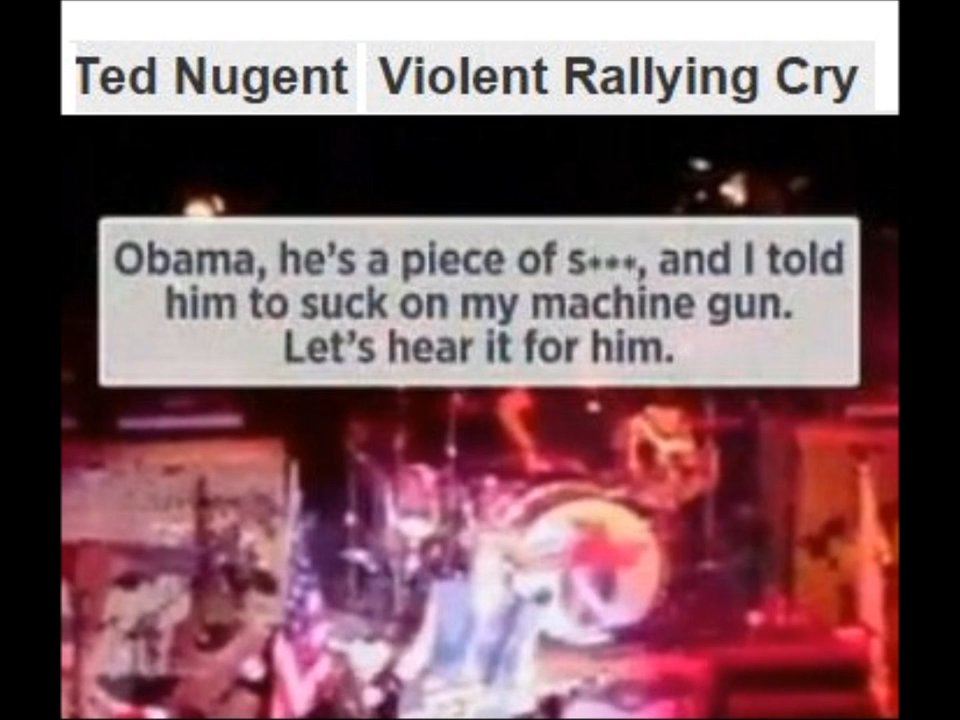 Ted Nugent Violent Rallying Cry
Obama, he's a piece of s***, and I told
him to suck on my machine gun.
Let's hear it for him.